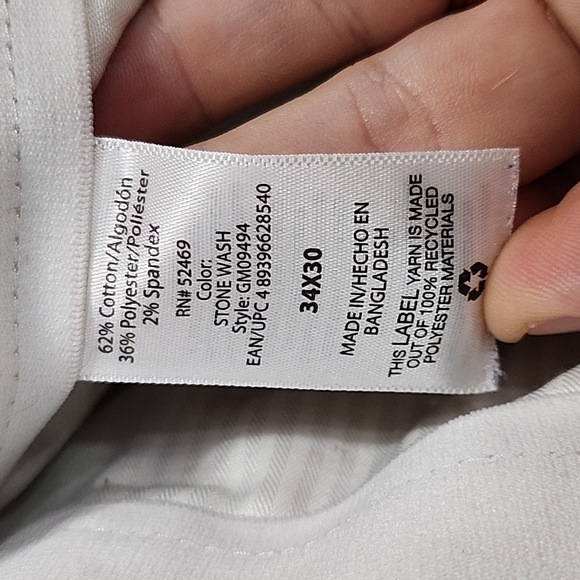 62% Cotton/Algodón
36% Polyester/Poliéster
2% Spandex
RN# 52469
Color:
STONE WASH
Style: GM09494
EAN/UPC 4 89396628540
34X30
MADE IN/HECHO EN
BANGLADESH
THIS LABEL YARN IS MADE
OUT OF 100% RECYCLED
POLYESTER MATERIALS